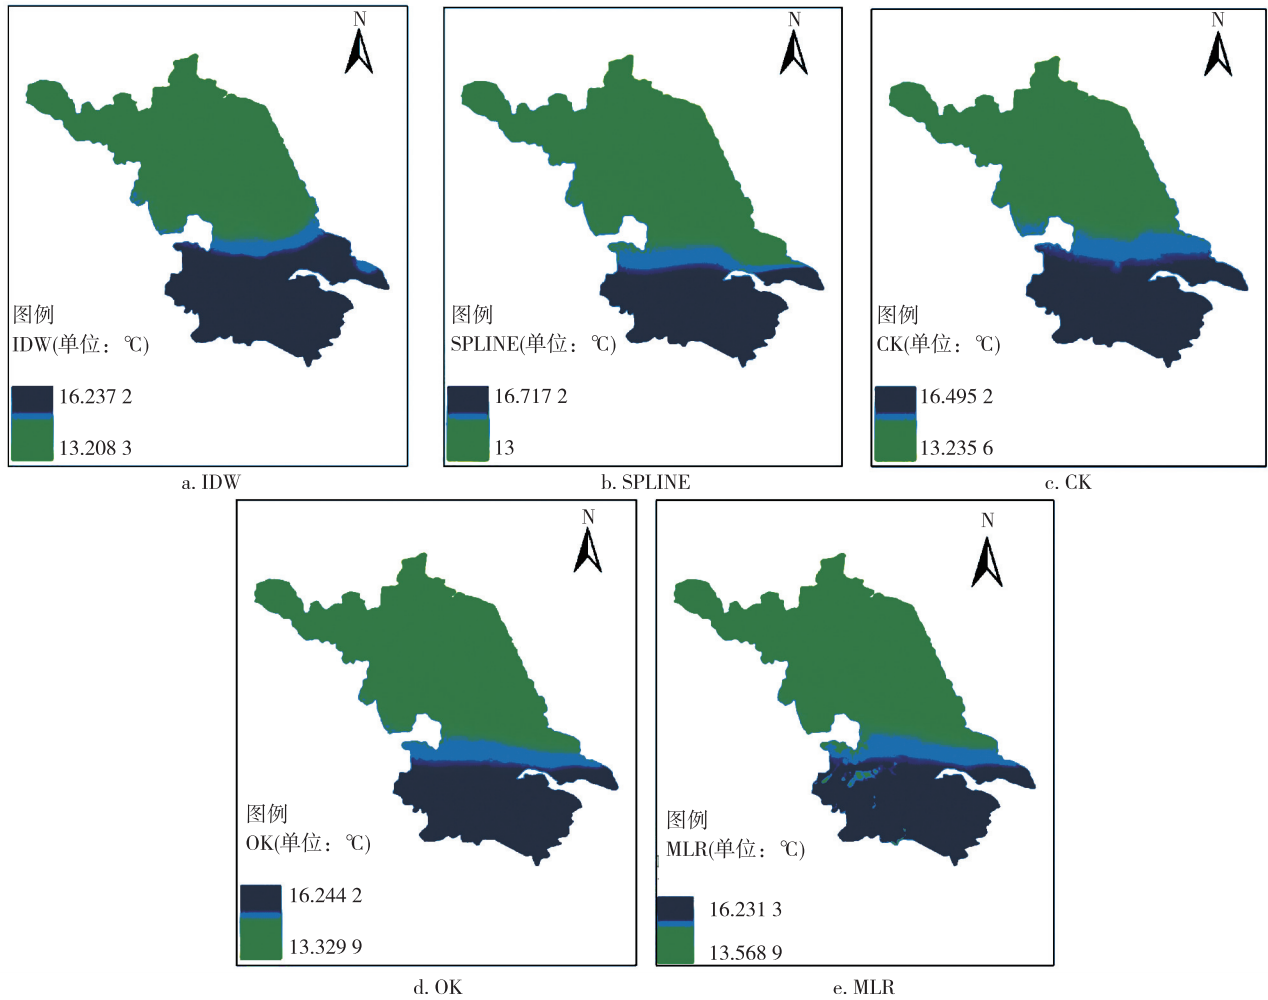 N
图例
IDW(单位：℃)
16.237 2
13.208 3
a. IDW
N
图例
SPLINE(单位：℃)
16.717 2
13
b. SPLINE
N
图例
CK(单位：℃)
16.495 2
13.235 6
c. CK
N
图例
OK(单位：℃)
16.244 2
13.329 9
d. OK
N
图例
MLR(单位：℃)
16.231 3
13.568 9
e. MLR